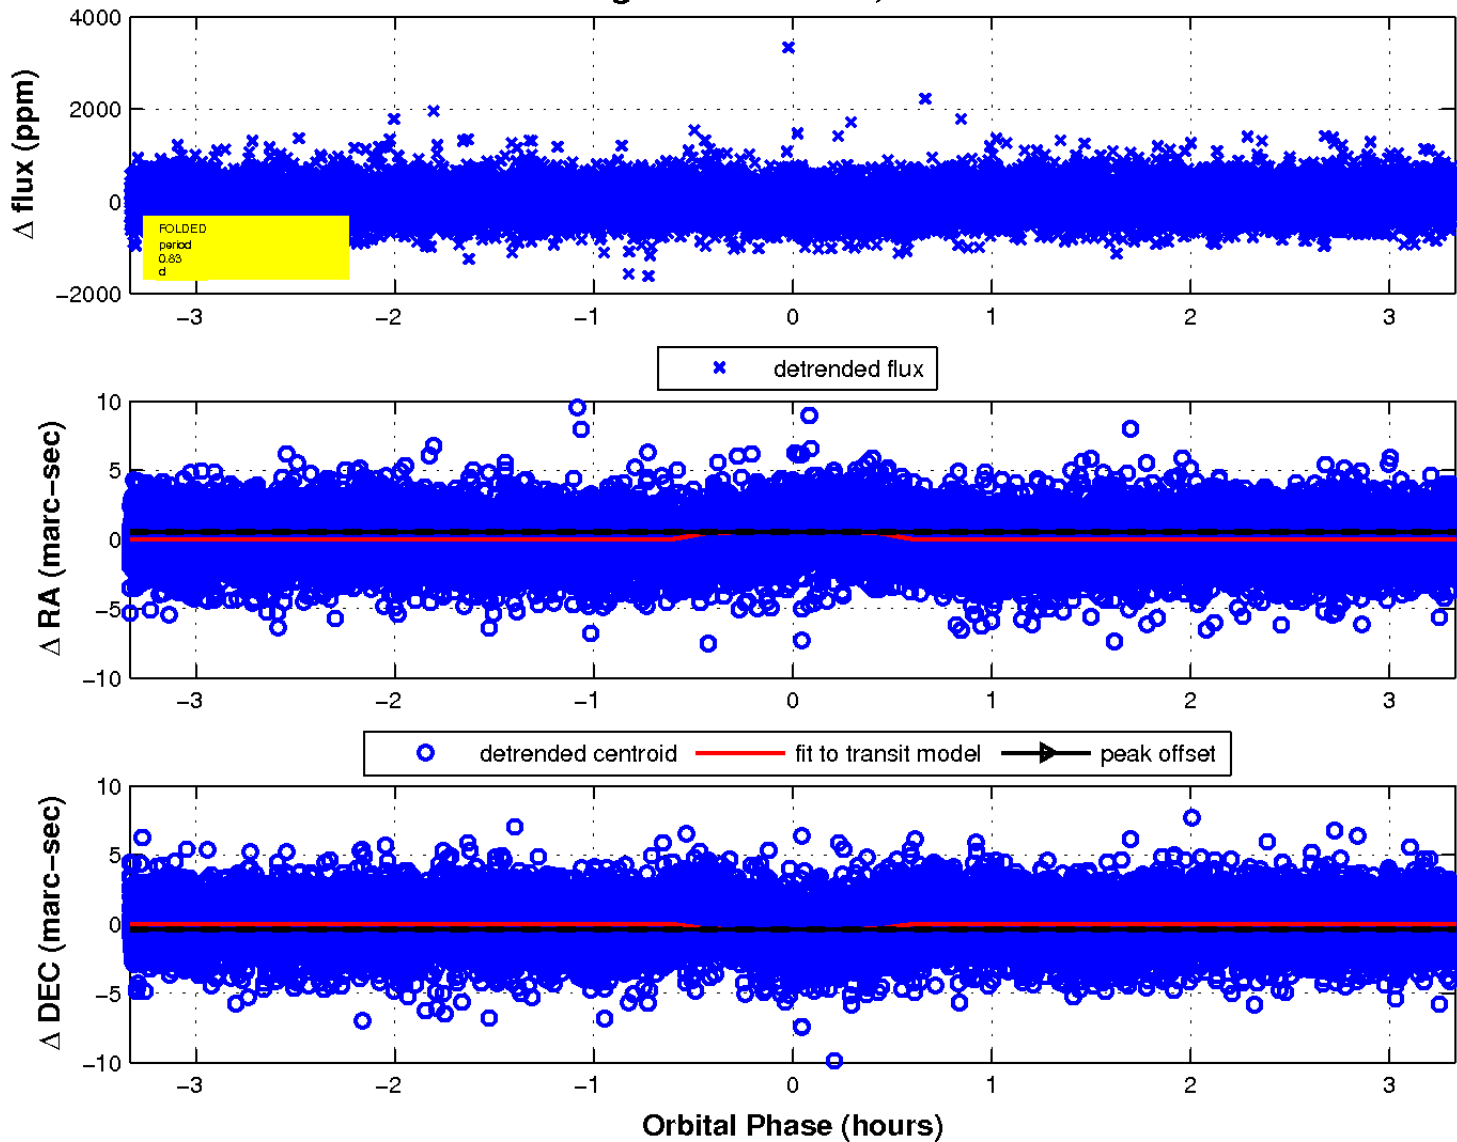 4000
2000
0
−2000
Δ flux (ppm)
FOLDED
period
0.83
d
−3 −2 −1 0 1 2 3
detrended flux
10
5
0
−5
−10
Δ RA (marc−sec)
−3 −2 −1 0 1 2 3
detrended centroid fit to transit model peak offset
10
5
0
−5
−10
Δ DEC (marc−sec)
−3 −2 −1 0 1 2 3
Orbital Phase (hours)